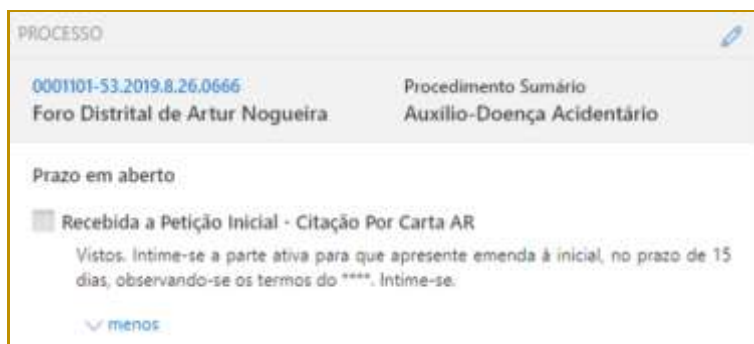 PROCESSO
0001101-53.2019.8.26.0666 Procedimento Sumário
Foro Distrital de Artur Nogueira Auxílio-Doença Acidentário
Prazo em aberto
Recebida a Petição Inicial - Citação Por Carta AR
Vistos. Intime-se a parte ativa para que apresente emenda à inicial, no prazo de 15
dias, observando-se os termos do ****. Intime-se.
menos